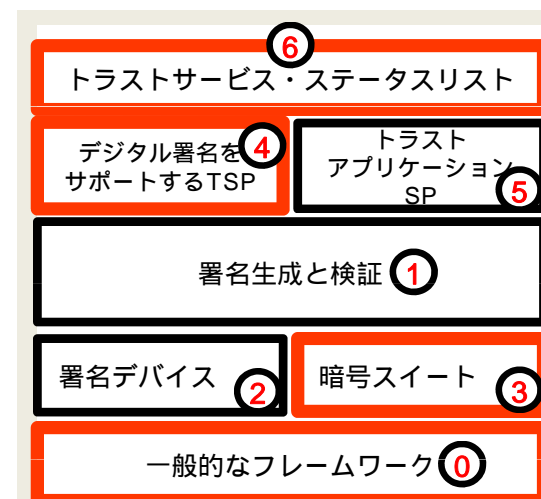 6
トラストサービス・ステータスリスト
デジタル署名を
サポートするTSP
4
トラスト
アプリケーション
SP
5
署名生成と検証
1
署名デバイス
2
暗号スイート
3
一般的なフレームワーク
0